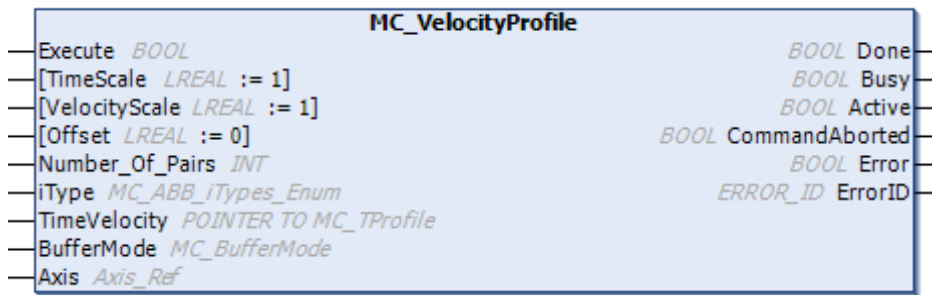 MC_VelocityProfile
Execute BOOL BOOL Done
[TimeScale LREAL := 1] BOOL Busy
[VelocityScale LREAL := 1] BOOL Active
[Offset LREAL := 0] BOOL CommandAborted
Number_Of_Pairs INT BOOL Error
iType MC_ABB_iTypes_Enum ERROR_ID ErrorID
TimeVelocity POINTER TO MC_TProfile
BufferMode MC_BufferMode
Axis Axis_Ref